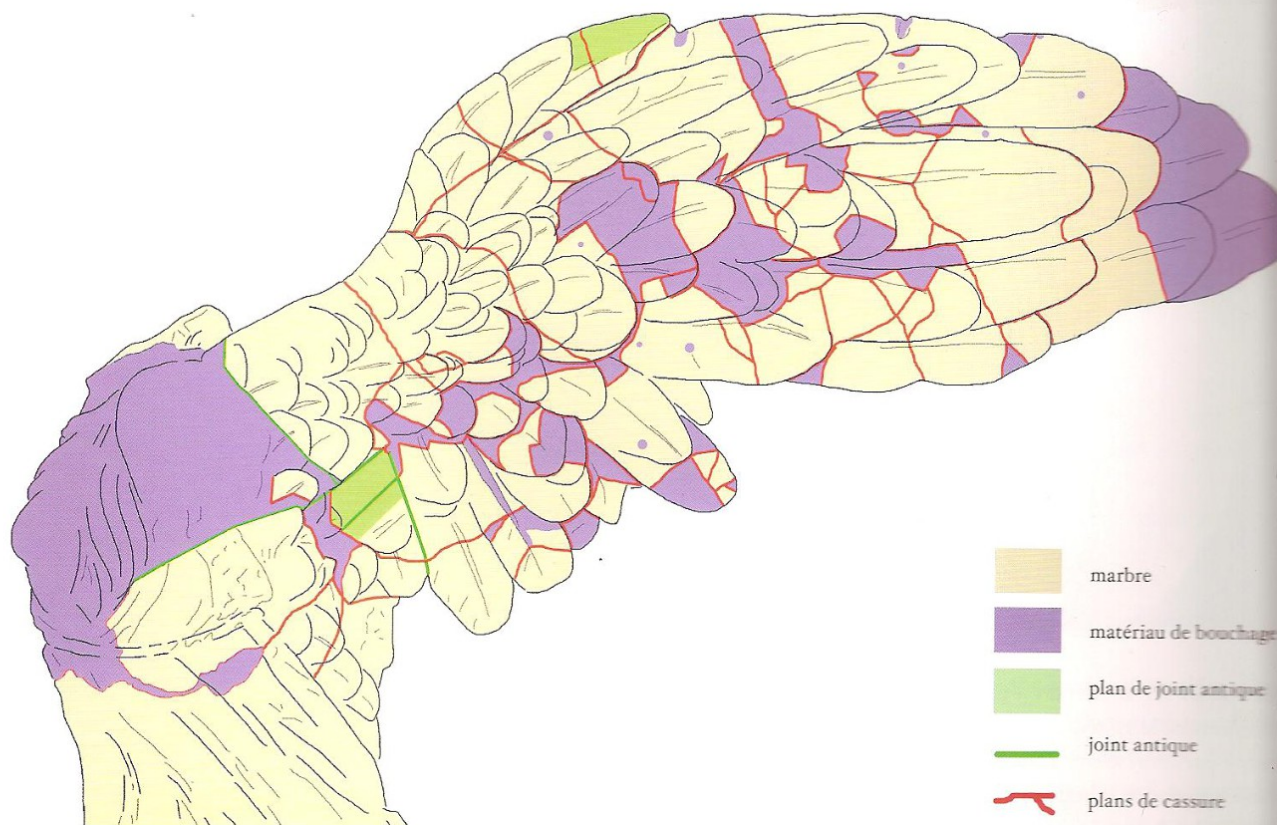 marbre
matériau de bouchage
plan de joint antique
joint antique
plans de cassure